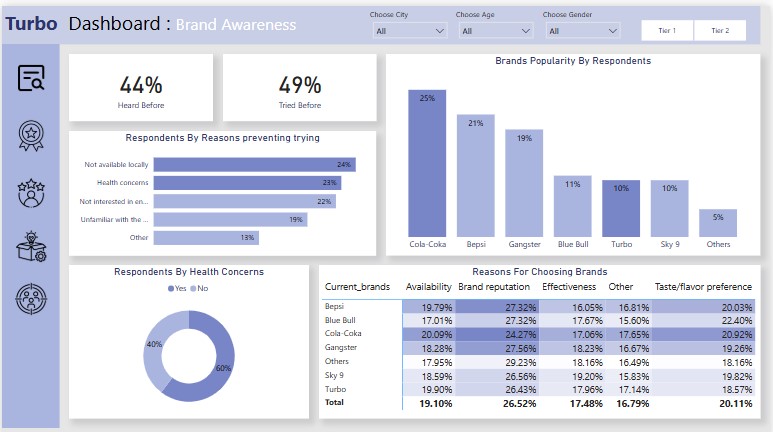 Turbo Dashboard : Brand Awareness
Choose City
All
Choose Age
All
Choose Gender
All
Tier 1
Tier 2
44%
Heard Before
49%
Tried Before
Brands Popularity By Respondents
25%
21%
19%
11%
10%
10%
5%
Cola-Coka Bepsi Gangster Blue Bull Turbo Sky 9 Others
Respondents By Reasons preventing trying
Not available locally 24%
Health concerns 23%
Not interested in en... 22%
Unfamiliar with the ... 19%
Other 13%
Respondents By Health Concerns
Yes No
40%
60%
Reasons For Choosing Brands
Current_brands Availability Brand reputation Effectiveness Other Taste/flavor preference
Bepsi 19.79% 27.32% 16.05% 16.81% 20.03%
Blue Bull 17.01% 27.32% 17.67% 15.60% 22.40%
Cola-Coka 20.09% 24.27% 17.06% 17.65% 20.92%
Gangster 18.28% 27.56% 18.23% 16.67% 19.26%
Others 17.95% 29.23% 18.16% 16.49% 18.16%
Sky 9 18.59% 26.56% 19.20% 15.83% 19.82%
Turbo 19.90% 26.43% 17.96% 17.14% 18.57%
Total 19.10% 26.52% 17.48% 16.79% 20.11%